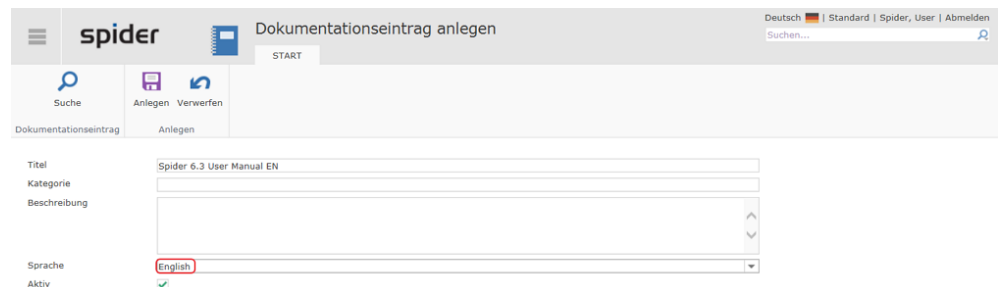 Deutsch | Standard | Spider, User | Abmelden
spider
Dokumentationseintrag anlegen
Suchen...
START
Suche
Anlegen Verwerfen
Dokumentationseintrag
Anlegen
Titel
Spider 6.3 User Manual EN
Kategorie
Beschreibung
Sprache
English
Aktiv